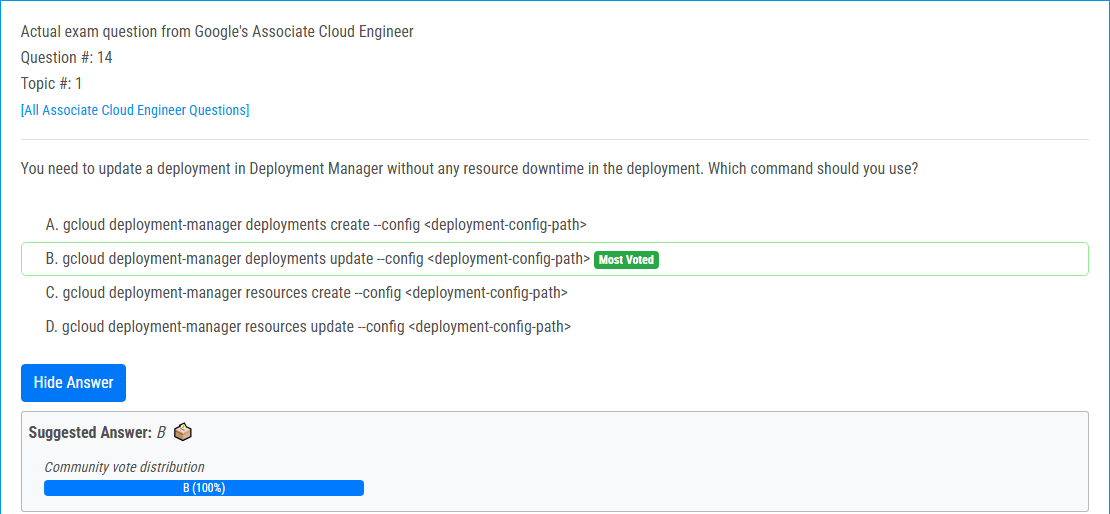 Actual exam question from Google's Associate Cloud Engineer
Question #: 14
Topic #: 1
[All Associate Cloud Engineer Questions]
You need to update a deployment in Deployment Manager without any resource downtime in the deployment. Which command should you use?
A. gcloud deployment-manager deployments create --config <deployment-config-path>
B. gcloud deployment-manager deployments update --config <deployment-config-path> Most Voted
C. gcloud deployment-manager resources create --config <deployment-config-path>
D. gcloud deployment-manager resources update --config <deployment-config-path>
Hide Answer
Suggested Answer: B
Community vote distribution
B (100%)